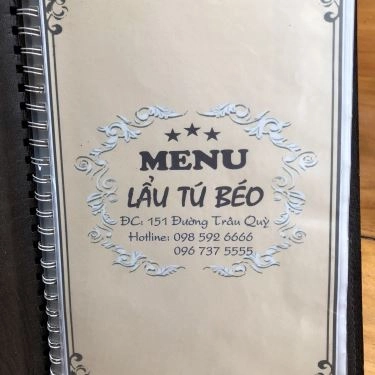 MENU
LẨU TÚ BÉO
ĐC: 151 Đường Trâu Quỳ
Hotline: 098 592 6666
096 737 5555